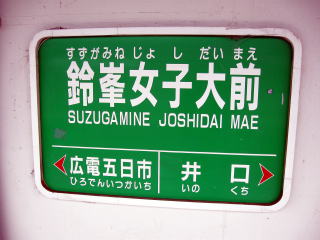 すずがみね じょ し だい まえ
鈴峯女子大前
SUZUGAMINE JOSHIDAI MAE
広電五日市 井口
ひろでんいつかいち いの くち